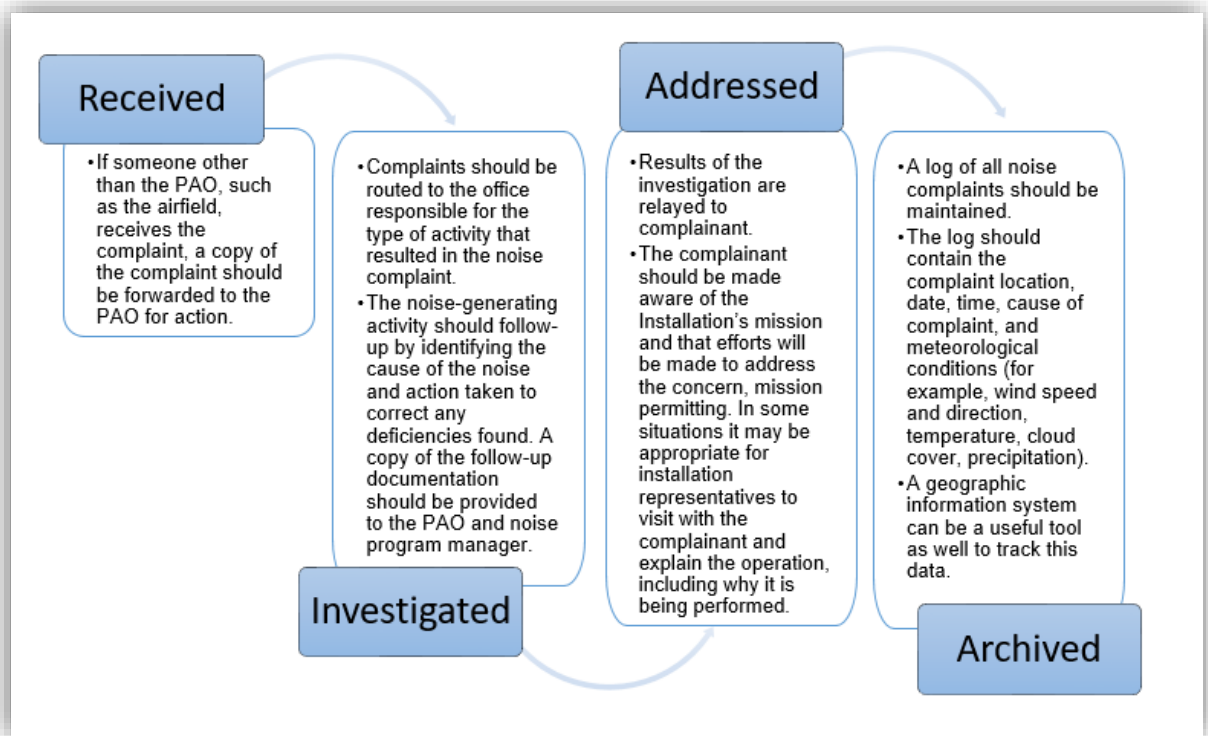 Received
•If someone other
than the PAO, such
as the airfield,
receives the
complaint, a copy of
the complaint should
be forwarded to the
PAO for action.
•Complaints should be
routed to the office
responsible for the
type of activity that
resulted in the noise
complaint.
•The noise-generating
activity should follow-
up by identifying the
cause of the noise
and action taken to
correct any
deficiencies found. A
copy of the follow-up
documentation
should be provided
to the PAO and noise
program manager.
Investigated
Addressed
•Results of the
investigation are
relayed to
complainant.
•The complainant
should be made
aware of the
Installation's mission
and that efforts will
be made to address
the concern, mission
permitting. In some
situations it may be
appropriate for
installation
representatives to
visit with the
complainant and
explain the operation,
including why it is
being performed.
•A log of all noise
complaints should be
maintained.
•The log should
contain the
complaint location,
date, time, cause of
complaint, and
meteorological
conditions (for
example, wind speed
and direction,
temperature, cloud
cover, precipitation).
•A geographic
information system
can be a useful tool
as well to track this
data.
Archived